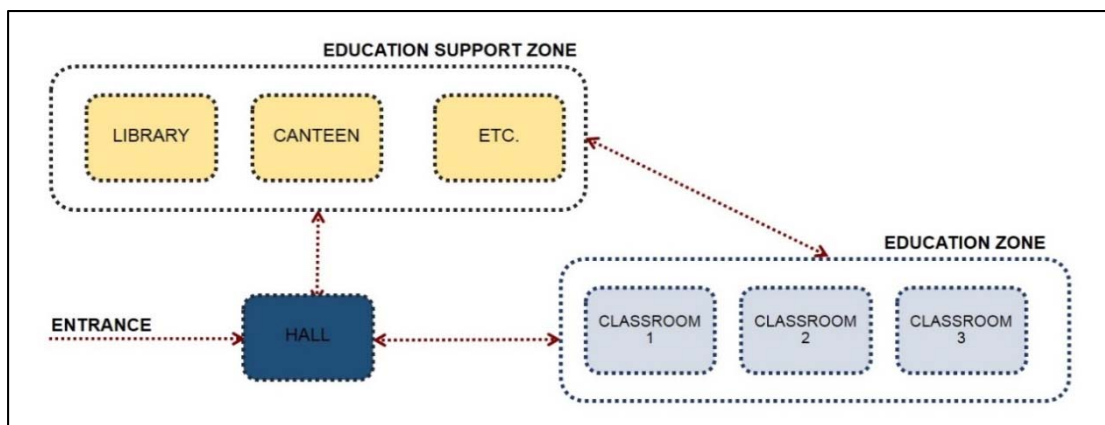 EDUCATION SUPPORT ZONE
LIBRARY
CANTEEN
ETC.
EDUCATION ZONE
ENTRANCE
HALL
CLASSROOM
1
CLASSROOM
2
CLASSROOM
3